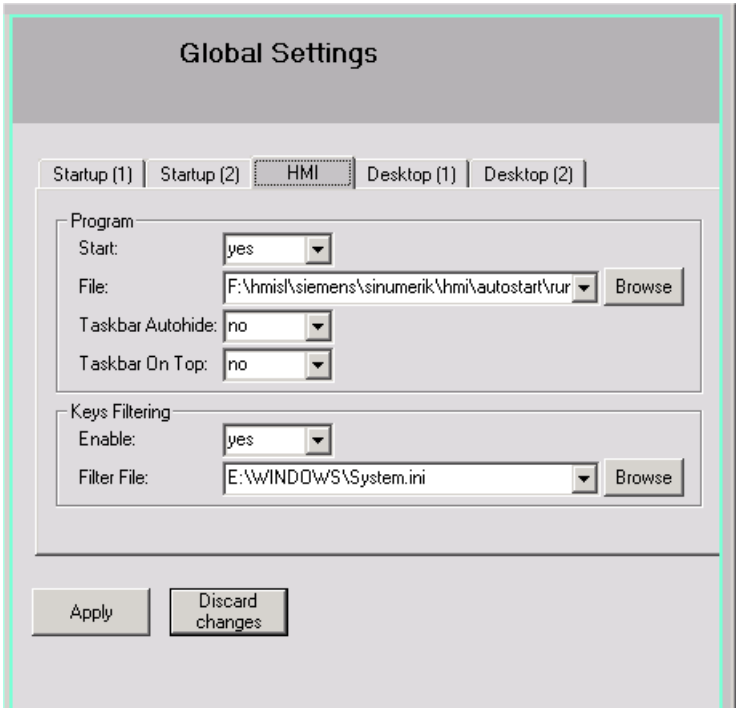 Global Settings
Startup (1) Startup (2) HMI Desktop (1) Desktop (2)
Program
Start: yes
File: F:\hmisl\siemens\sinumerik\hmi\autostart\rur Browse
Taskbar Autohide: no
Taskbar On Top: no
Keys Filtering
Enable: yes
Filter File: E:\WINDOWS\System.ini Browse
Apply Discard
changes